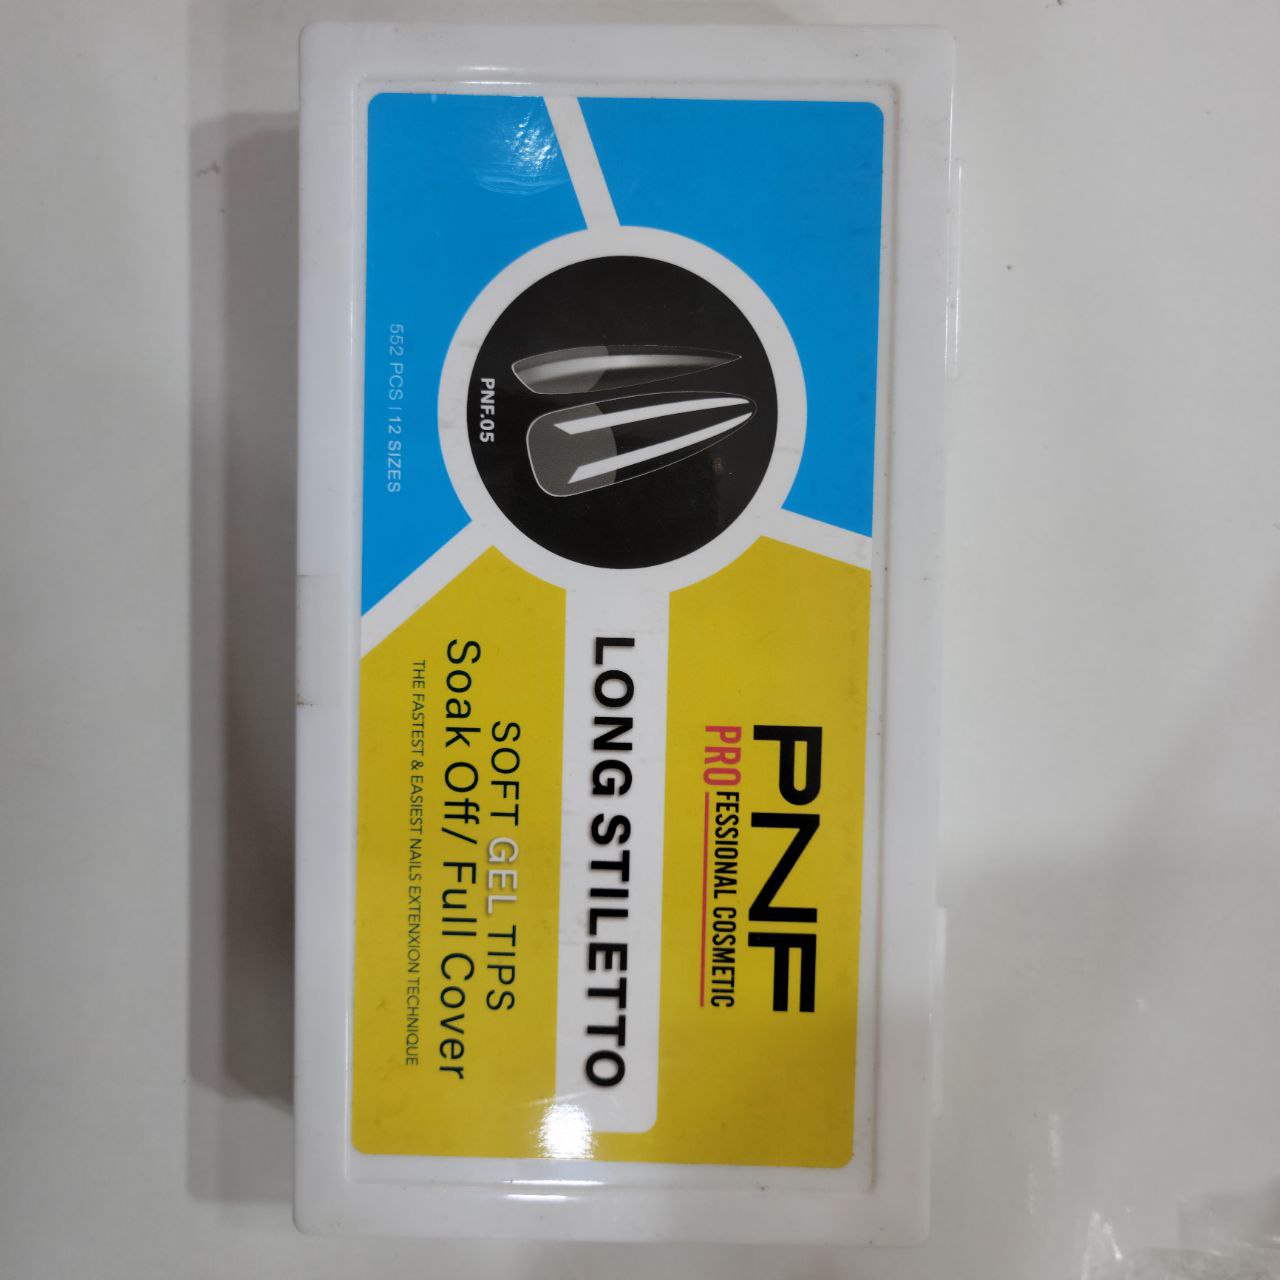 PNF
PROFESSIONAL COSMETIC
LONG STILETTO
SOFT GEL TIPS
Soak Off/ Full Cover
THE FASTEST & EASIEST NAILS EXTENXION TECHNIQUE
PNF.05
552 PCS | 12 SIZES